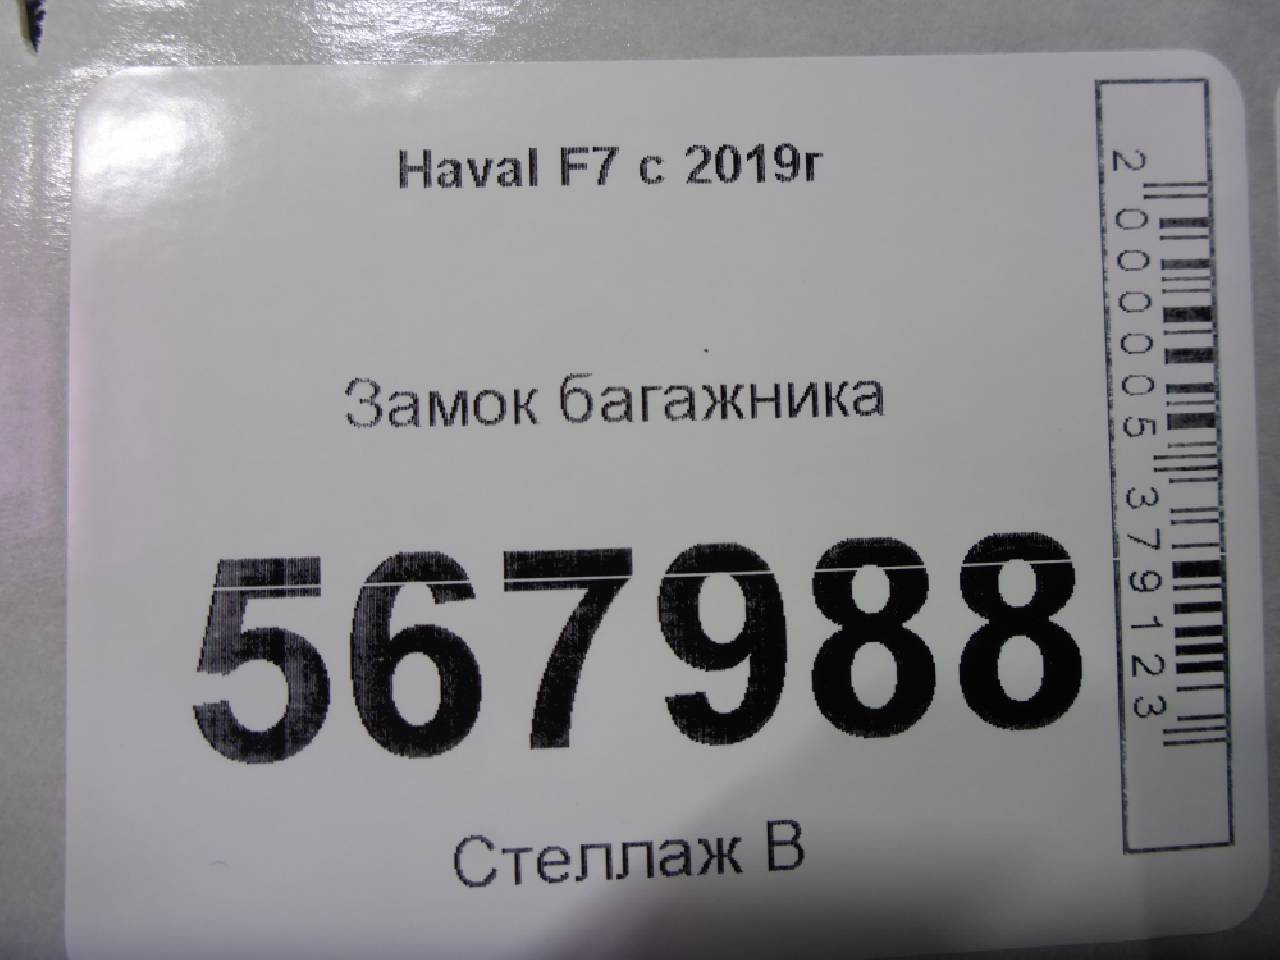 Haval F7 с 2019г
Замок багажника
567988
Стеллаж В
2000005379123